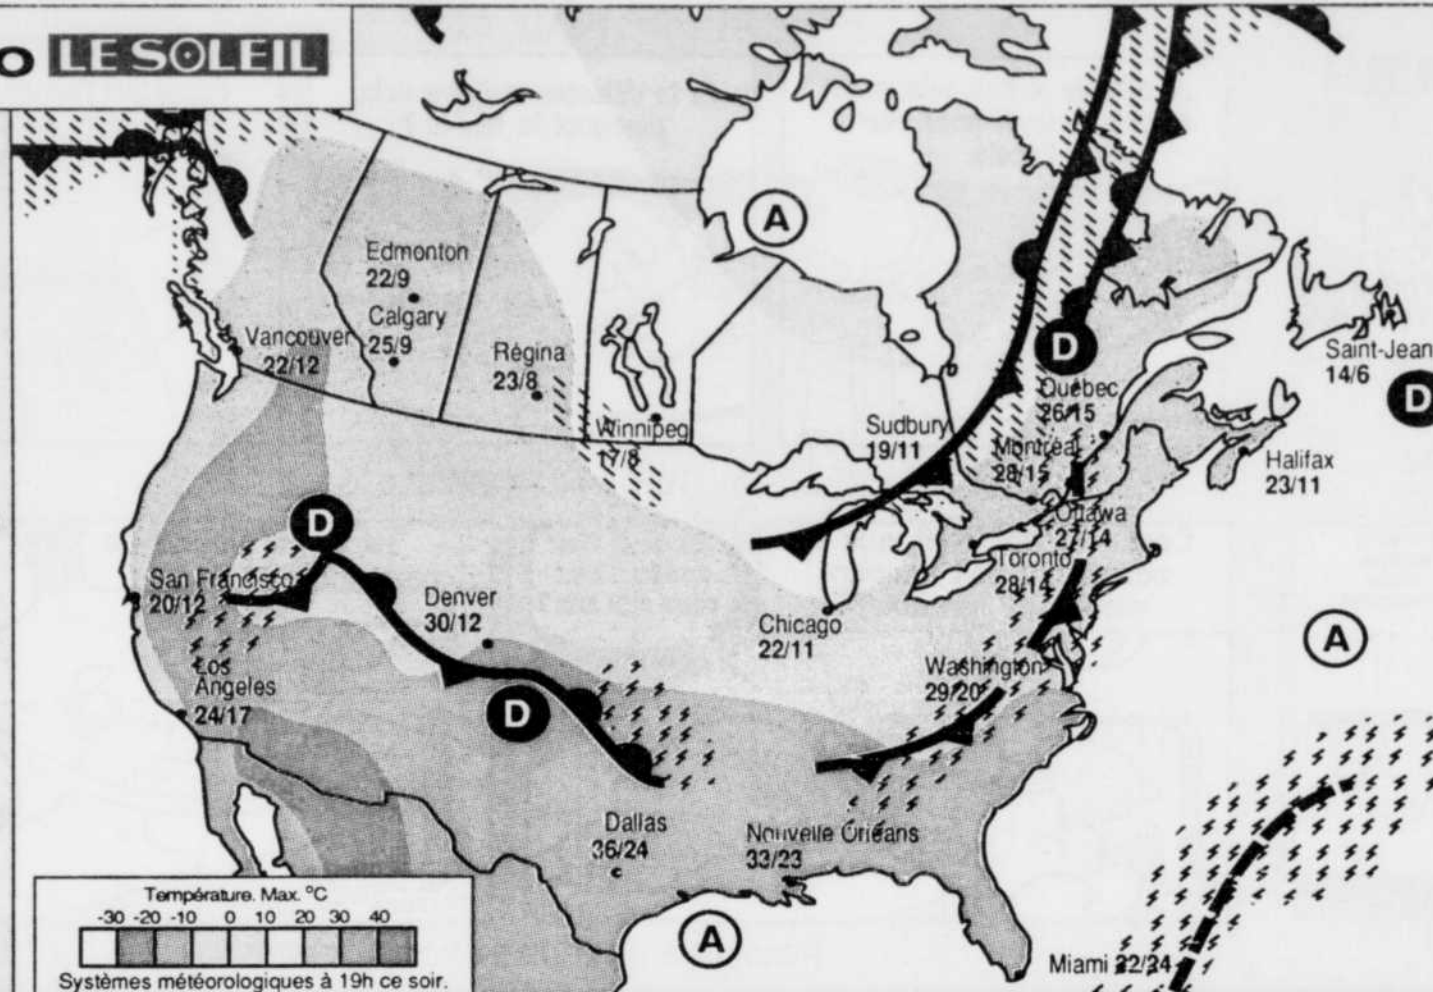 o LE SOLEIL
A
Edmonton
22/9
Calgary
25/9
Vancouver
22/12
Régina
23/8
Winnipeg
17/8
Sudbury
19/11
D
Québec
26/15
Montréal
28/15
Ottawa
27/14
Toronto
28/14
Saint-Jean
14/6
D
Halifax
23/11
D
San Francisco
20/12
Denver
30/12
Chicago
22/11
A
Washington
29/20
Los
Angeles
24/17
D
Dallas
36/24
Nouvelle Orléans
33/23
A
Miami 32/24
Température. Max. °C
-30 -20 -10 0 10 20 30 40
Systèmes météorologiques à 19h ce soir.